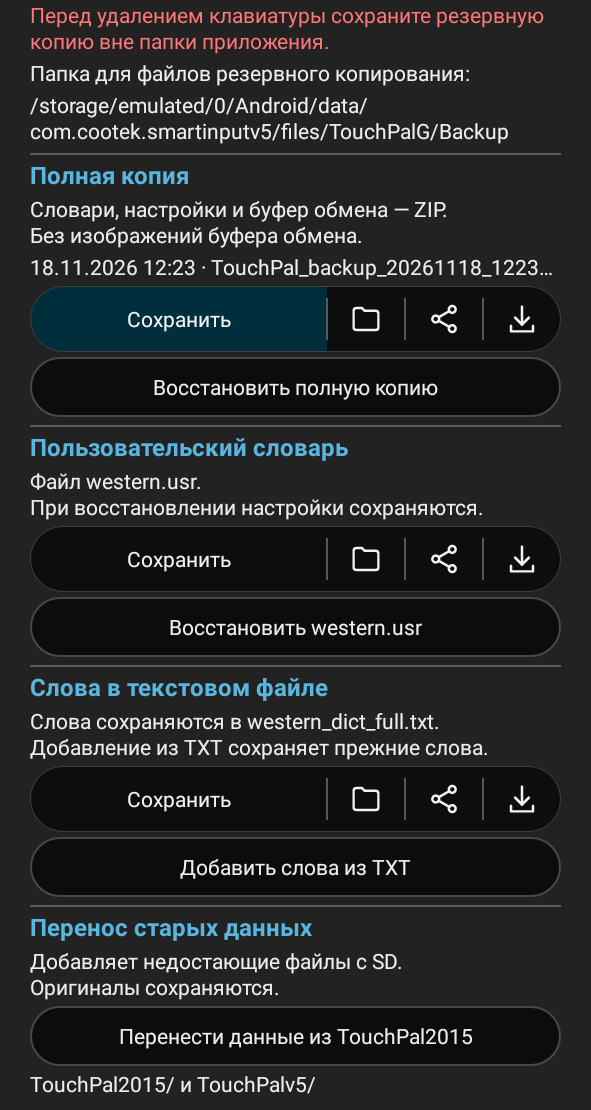 Перед удалением клавиатуры сохраните резервную
копию вне папки приложения.
Папка для файлов резервного копирования:
/storage/emulated/0/Android/data/
com.cootek.smartinputv5/files/TouchPalG/Backup
Полная копия
Словари, настройки и буфер обмена — ZIP.
Без изображений буфера обмена.
18.11.2026 12:23 · TouchPal_backup_20261118_1223...
Сохранить
Восстановить полную копию
Пользовательский словарь
Файл western.usr.
При восстановлении настройки сохраняются.
Сохранить
Восстановить western.usr
Слова в текстовом файле
Слова сохраняются в western_dict_full.txt.
Добавление из TXT сохраняет прежние слова.
Сохранить
Добавить слова из TXT
Перенос старых данных
Добавляет недостающие файлы с SD.
Оригиналы сохраняются.
Перенести данные из TouchPal2015
TouchPal2015/ и TouchPalv5/